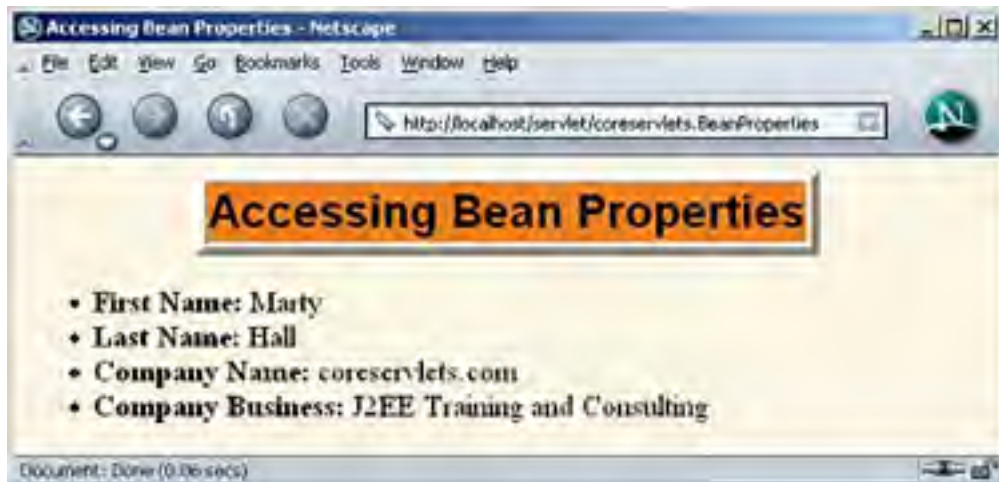 Accessing Bean Properties - Netscape
File Edit View Go Bookmarks Tools Window Help
http://localhost/servlet/coreservlets.BeanProperties
N
Accessing Bean Properties
• First Name: Marty
• Last Name: Hall
• Company Name: coreservlets.com
• Company Business: J2EE Training and Consulting
Document: Done (0.06 secs)